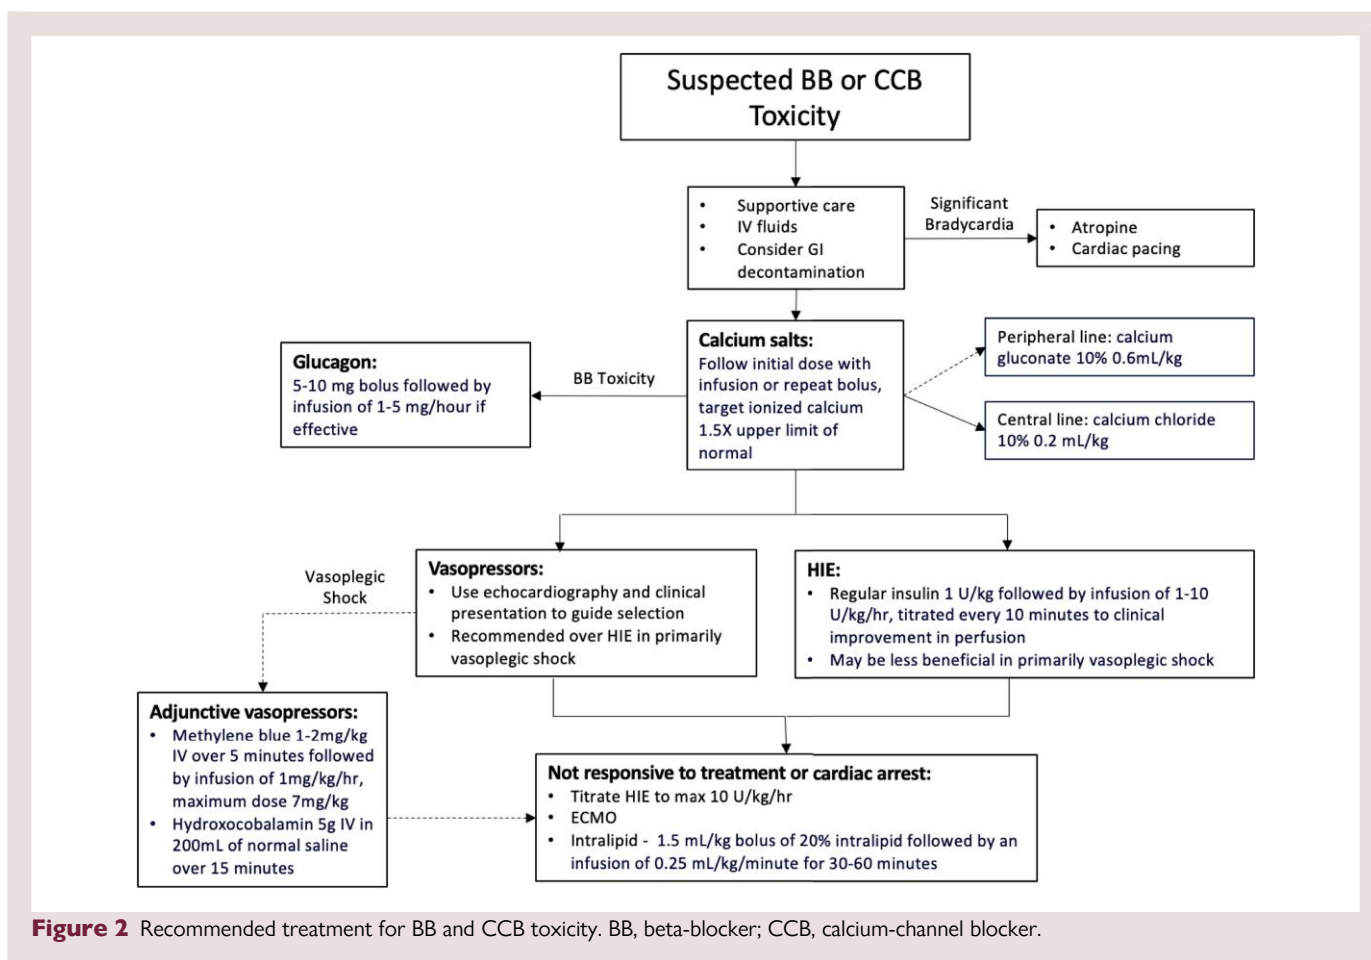 Suspected BB or CCB
Toxicity
• Supportive care
• IV fluids
• Consider GI
decontamination
Significant
Bradycardia
• Atropine
• Cardiac pacing
Calcium salts:
Follow initial dose with
infusion or repeat bolus,
target ionized calcium
1.5X upper limit of
normal
BB Toxicity
Glucagon:
5-10 mg bolus followed by
infusion of 1-5 mg/hour if
effective
Peripheral line: calcium
gluconate 10% 0.6mL/kg
Central line: calcium chloride
10% 0.2 mL/kg
Vasopressors:
• Use echocardiography and clinical
presentation to guide selection
• Recommended over HIE in primarily
vasoplegic shock
HIE:
• Regular insulin 1 U/kg followed by infusion of 1-10
U/kg/hr, titrated every 10 minutes to clinical
improvement in perfusion
• May be less beneficial in primarily vasoplegic shock
Vasoplegic
Shock
Adjunctive vasopressors:
• Methylene blue 1-2mg/kg
IV over 5 minutes followed
by infusion of 1mg/kg/hr,
maximum dose 7mg/kg
• Hydroxocobalamin 5g IV in
200mL of normal saline
over 15 minutes
Not responsive to treatment or cardiac arrest:
• Titrate HIE to max 10 U/kg/hr
• ECMO
• Intralipid - 1.5 mL/kg bolus of 20% intralipid followed by an
infusion of 0.25 mL/kg/minute for 30-60 minutes
Figure 2 Recommended treatment for BB and CCB toxicity. BB, beta-blocker; CCB, calcium-channel blocker.